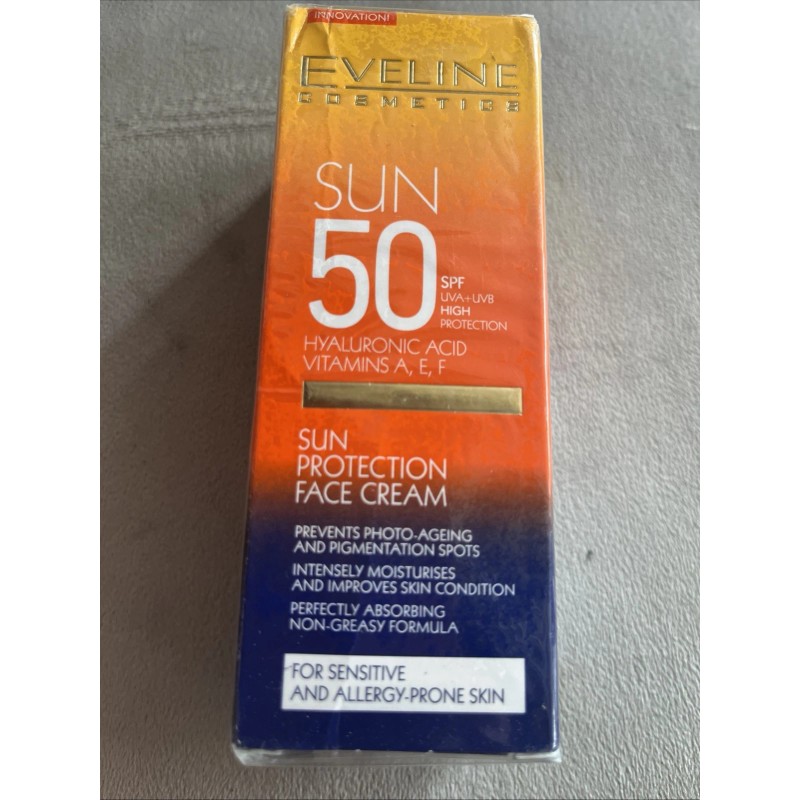 INNOVATION!
EVELINE
COSMETICS
SUN
50
SPF
UVA+UVB
HIGH
PROTECTION
HYALURONIC ACID
VITAMINS A, E, F
SUN
PROTECTION
FACE CREAM
PREVENTS PHOTO-AGEING
AND PIGMENTATION SPOTS
INTENSELY MOISTURISES
AND IMPROVES SKIN CONDITION
PERFECTLY ABSORBING
NON-GREASY FORMULA
FOR SENSITIVE
AND ALLERGY-PRONE SKIN